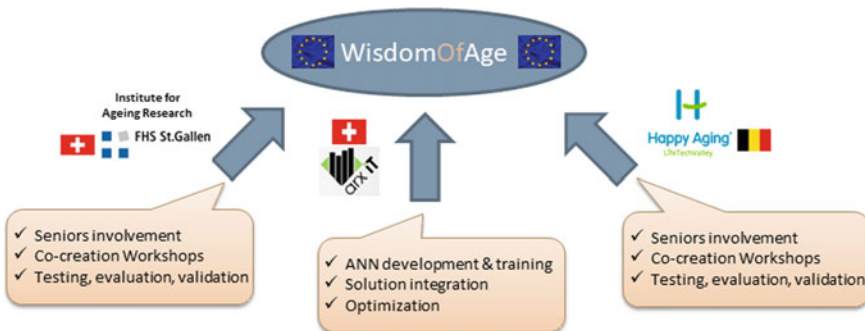 WisdomOfAge
Institute for
Ageing Research
FHS St.Gallen
arx iT
Happy Aging
LifeTechValley
✓ Seniors involvement
✓ Co-creation Workshops
✓ Testing, evaluation, validation
✓ ANN development & training
✓ Solution integration
✓ Optimization
✓ Seniors involvement
✓ Co-creation Workshops
✓ Testing, evaluation, validation